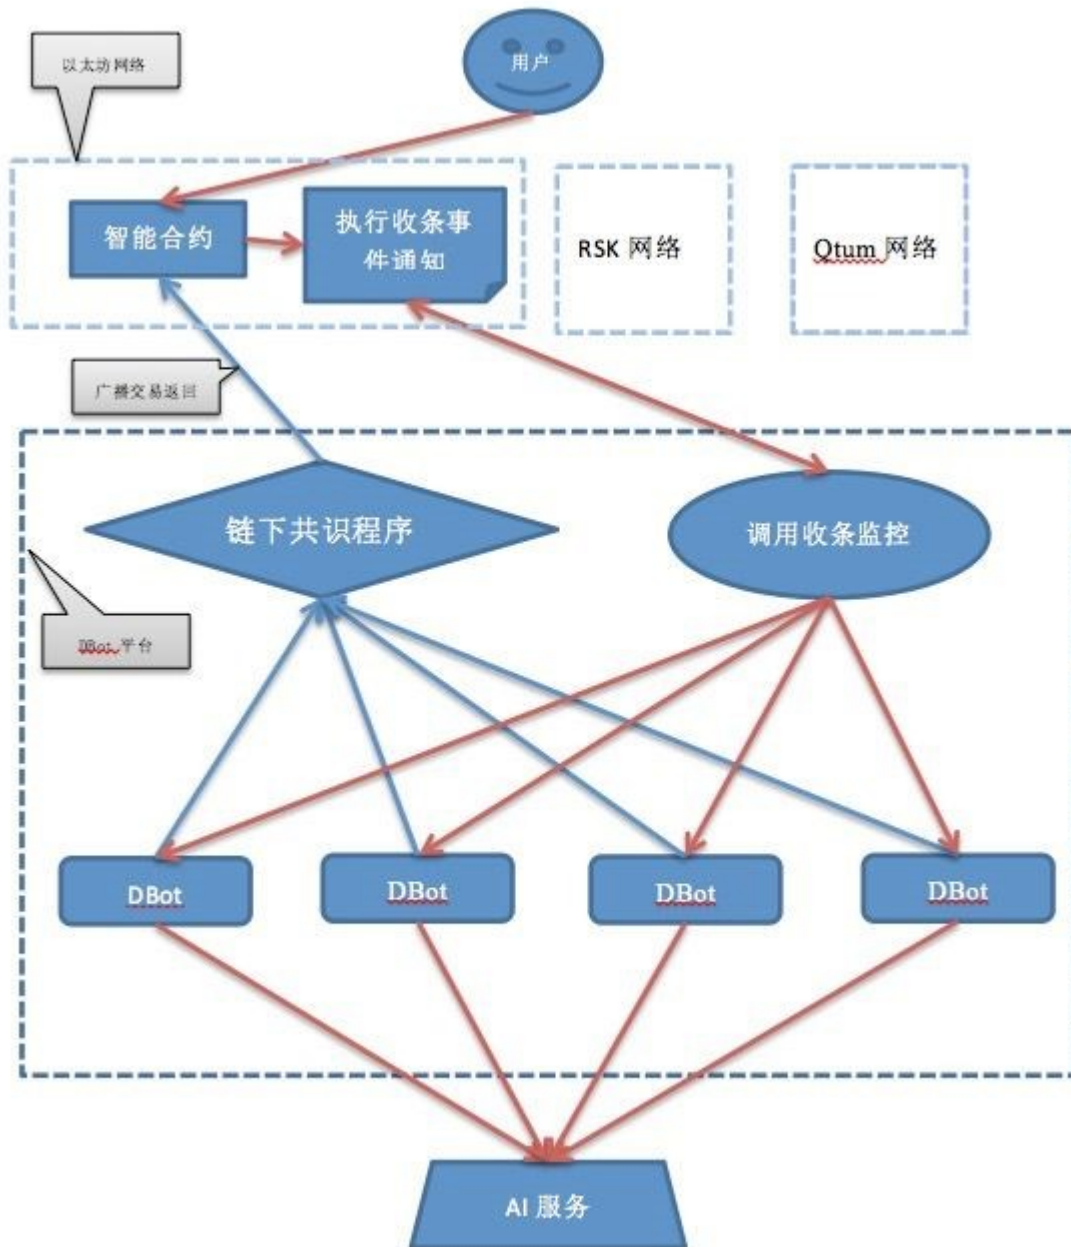 用户
以太坊网络
智能合约
执行收条事
件通知
RSK 网络
Qtum 网络
广播交易返回
链下共识程序
调用收条监控
DBot 平台
DBot
DBot
DBot
DBot
AI 服务